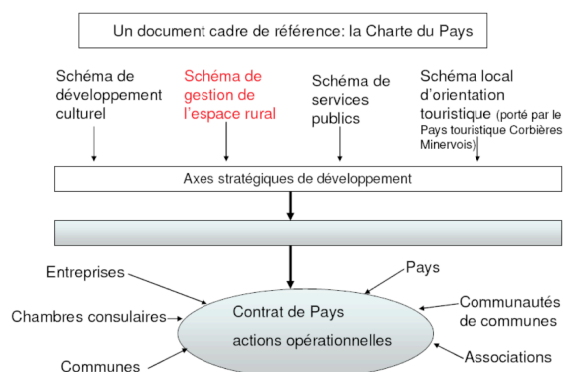 Un document cadre de référence: la Charte du Pays
Schéma de
développement
culturel
Schéma de
gestion de
l'espace rural
Schéma de
services
publics
Schéma local
d'orientation
touristique (porté par le
Pays touristique Corbières
Minervois)
Axes stratégiques de développement
Entreprises
Pays
Chambres consulaires
Contrat de Pays
actions opérationnelles
Communautés
de communes
Communes
Associations